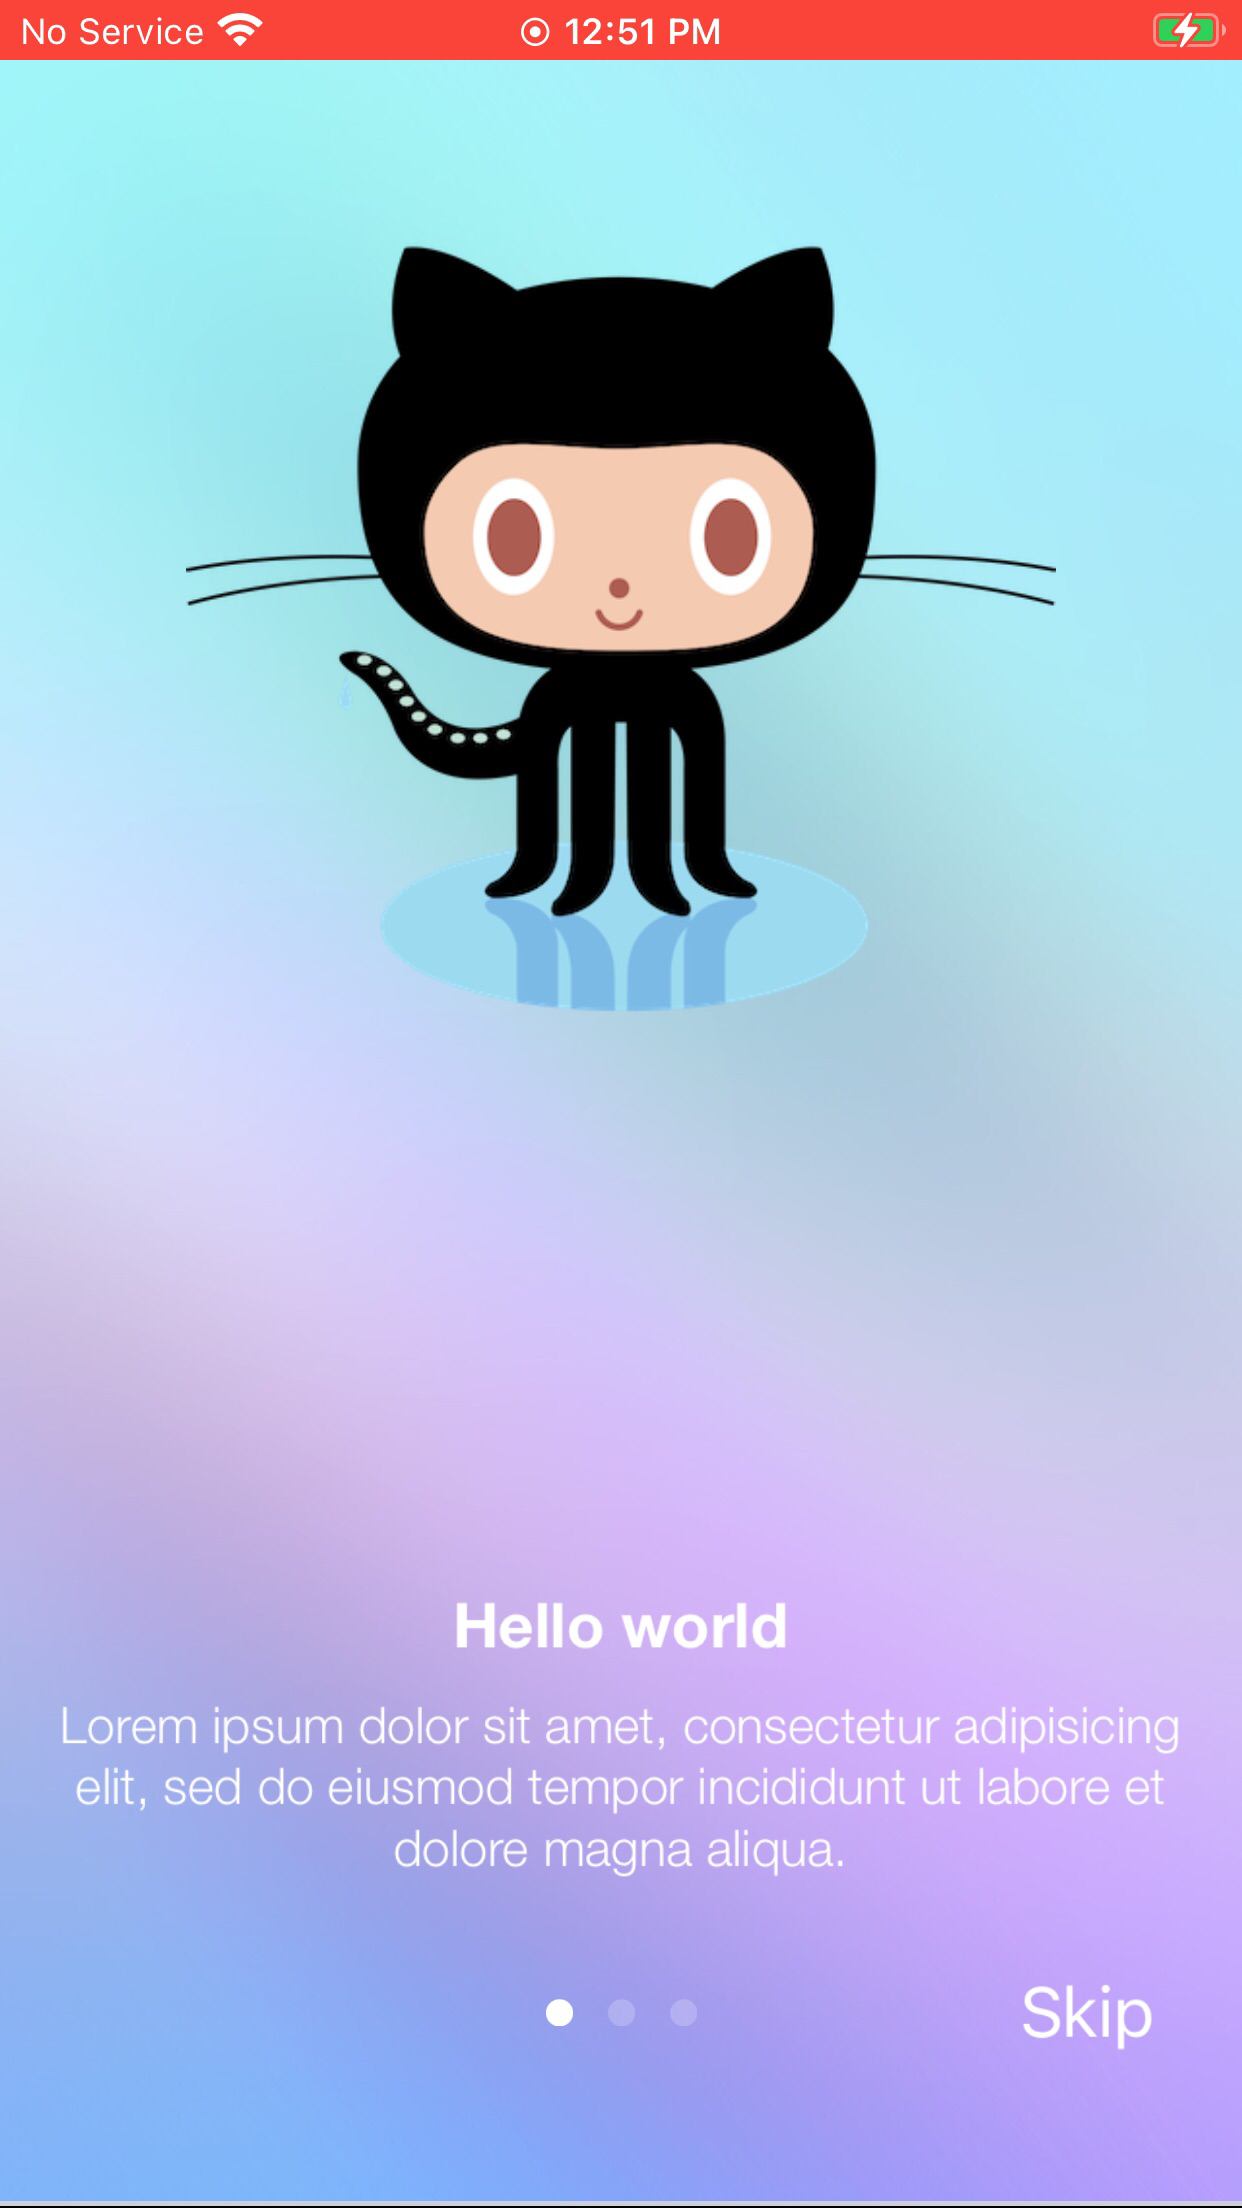 No Service 12:51 PM
Hello world
Lorem ipsum dolor sit amet, consectetur adipisicing
elit, sed do eiusmod tempor incididunt ut labore et
dolore magna aliqua.
Skip